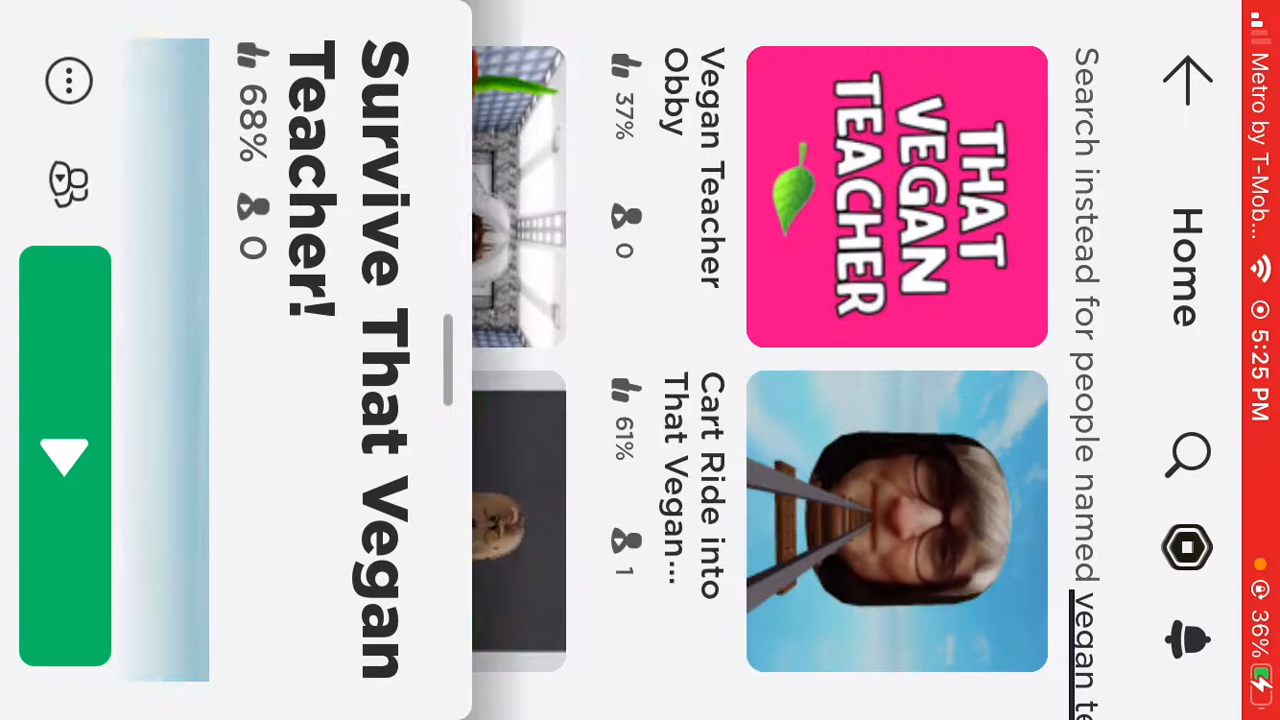 Metro by T-Mob...
5:25 PM
36%
Home
Search instead for people named vegan te
THAT
VEGAN
TEACHER
Vegan Teacher
Obby
37%
0
Cart Ride into
That Vegan...
61%
1
Survive That Vegan
Teacher!
68%
0